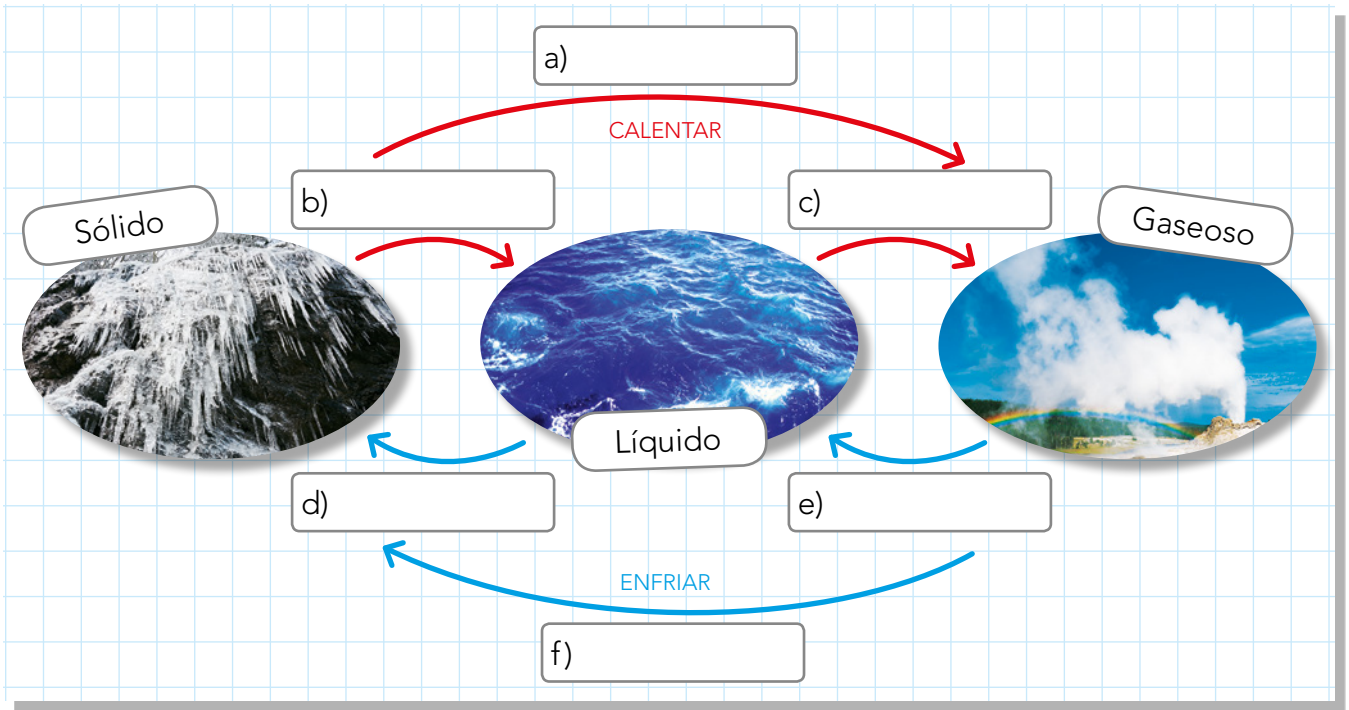 a)
CALENTAR
b)
c)
Sólido
Gaseoso
Líquido
d)
e)
ENFRIAR
f)